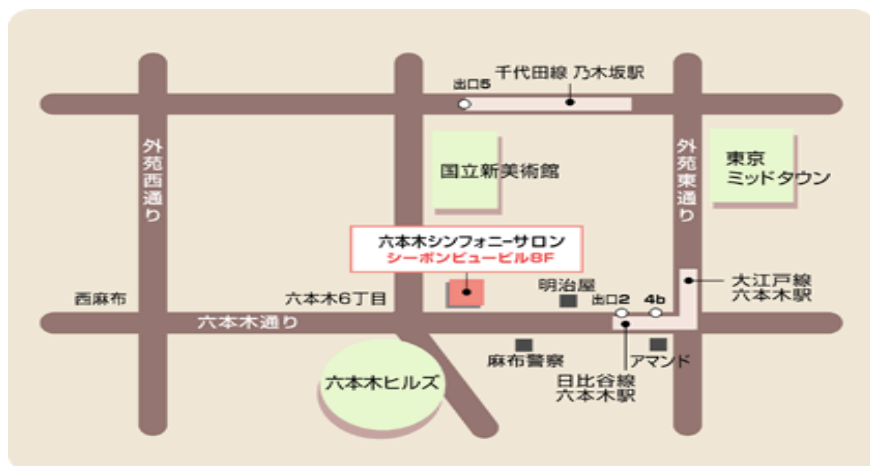 千代田線 乃木坂駅
出口5
外苑西通り
国立新美術館
外苑東通り
東京
ミッドタウン
六本木シンフォニーサロン
シーボンビュービル8F
大江戸線
六本木駅
明治屋
出口2
4b
西麻布
六本木6丁目
六本木通り
麻布警察
アマンド
日比谷線
六本木駅
六本木ヒルズ